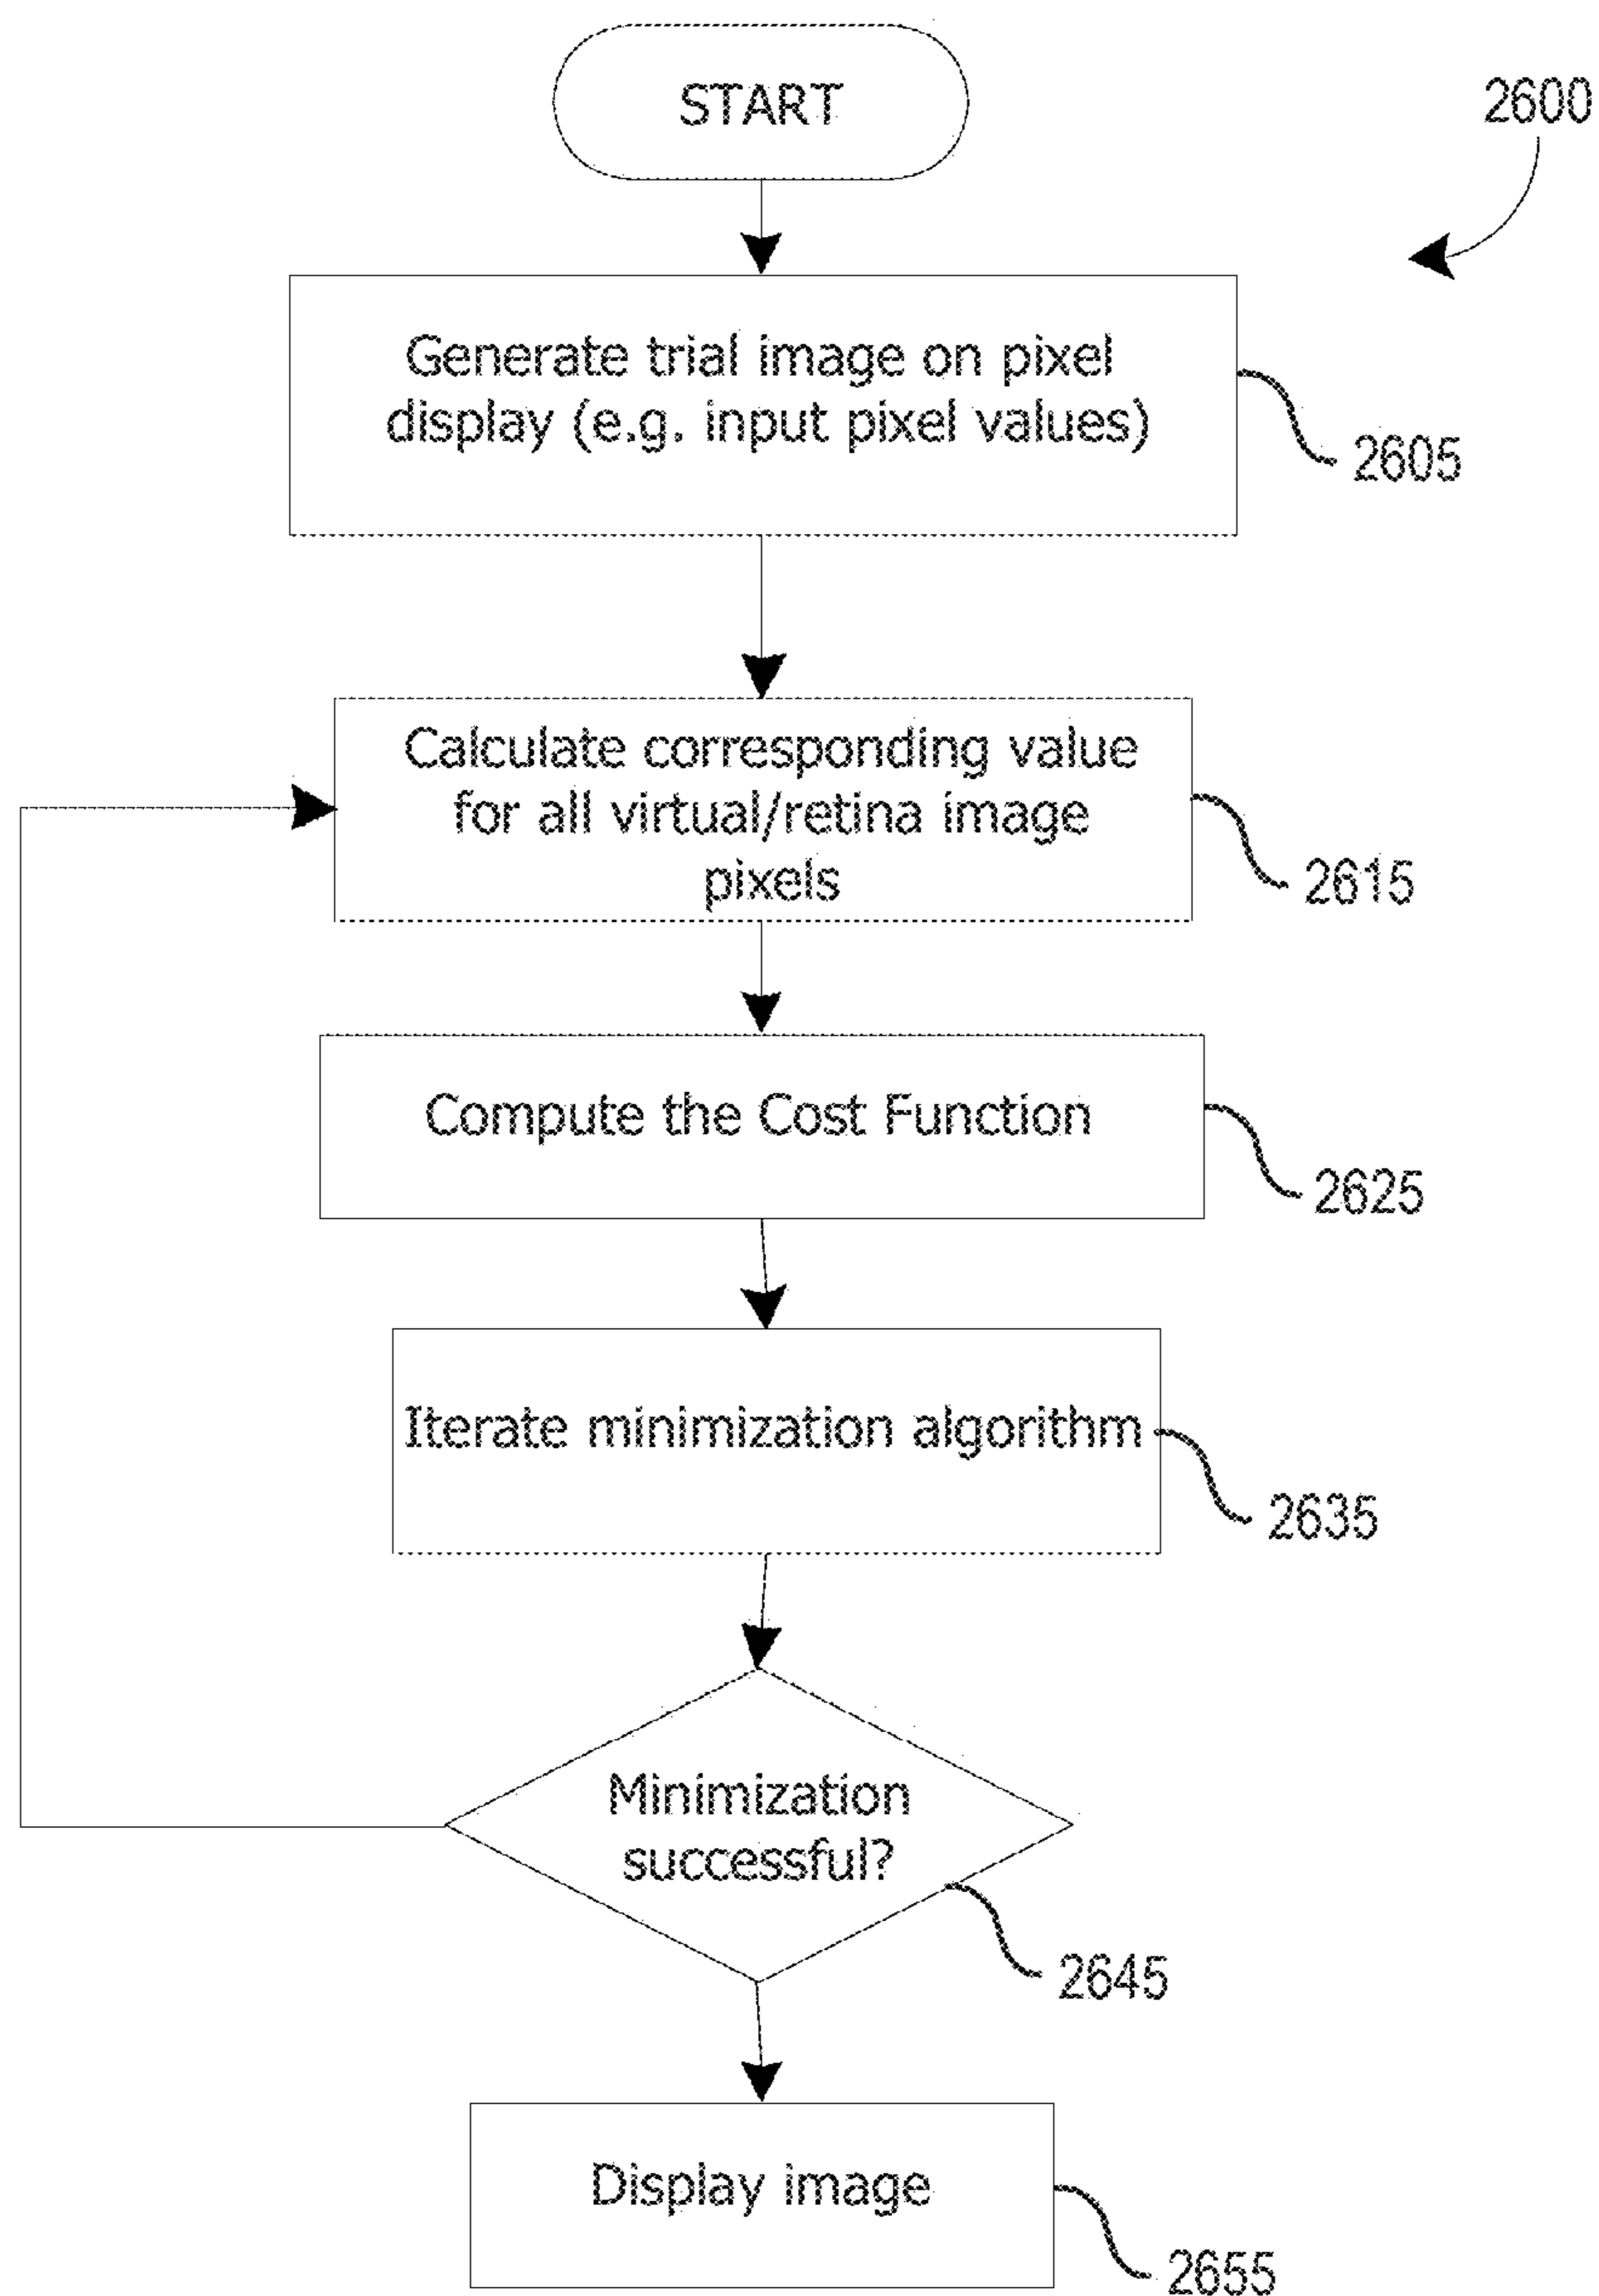 START
2600
Generate trial image on pixel
display (e.g. input pixel values)
2605
Calculate corresponding value
for all virtual/retina image
pixels
2615
Compute the Cost Function
2625
Iterate minimization algorithm
2635
Minimization
successful?
2645
Display image
2655